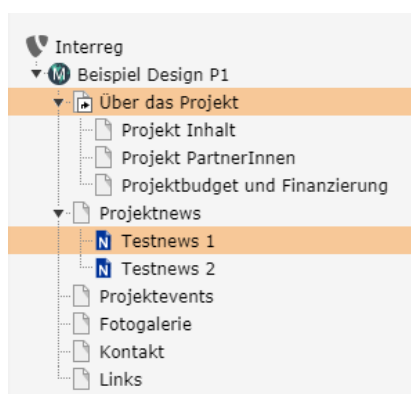 Interreg
M Beispiel Design P1
Über das Projekt
Projekt Inhalt
Projekt PartnerInnen
Projektbudget und Finanzierung
Projektnews
N Testnews 1
N Testnews 2
Projektevents
Fotogalerie
Kontakt
Links